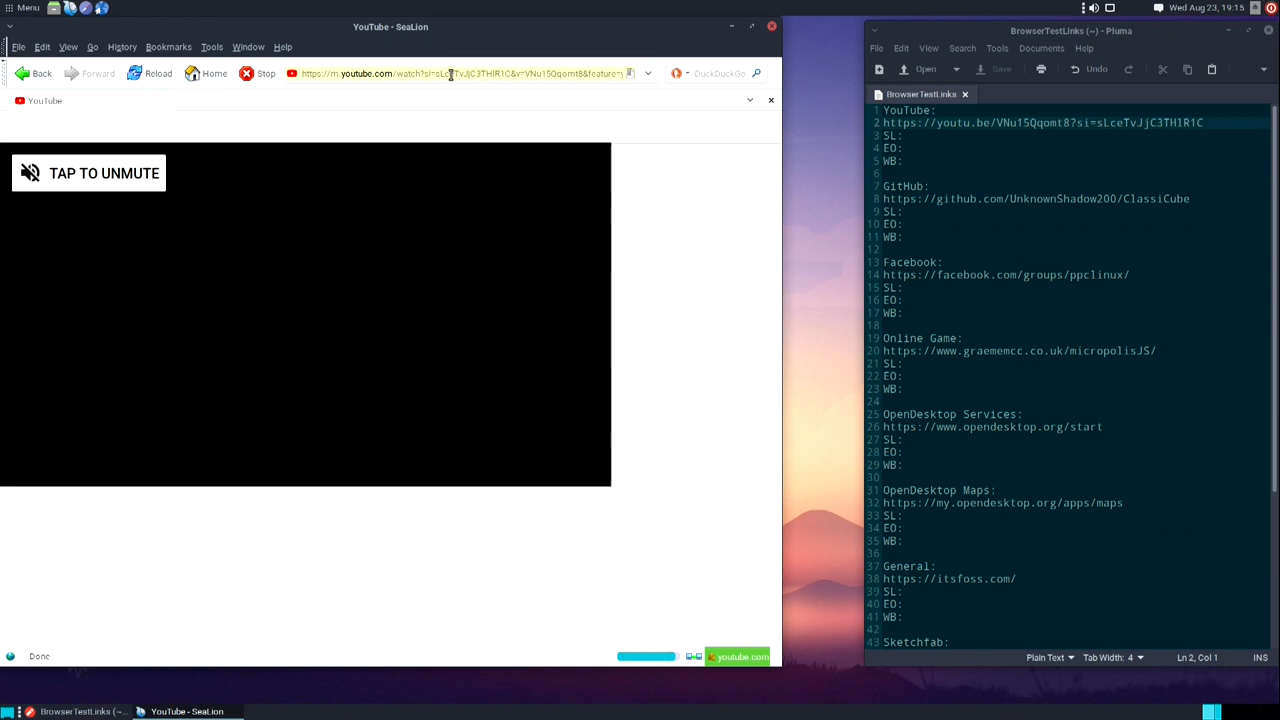 Menu
Wed Aug 23, 19:15
YouTube - SeaLion
File Edit View Go History Bookmarks Tools Window Help
Back Forward Reload Home Stop https://m.youtube.com/watch?si=sLceTvJjC3THlR1C&v=VNu15Qqomt8&feature= DuckDuckGo
YouTube
TAP TO UNMUTE
Done
youtube.com
BrowserTestLinks (~) - Pluma
File Edit View Search Tools Documents Help
Open Save Undo
BrowserTestLinks
1 YouTube:
2 https://youtu.be/VNu15Qqomt8?si=sLceTvJjC3THlR1C
3 SL:
4 EO:
5 WB:
6
7 GitHub:
8 https://github.com/UnknownShadow200/ClassiCube
9 SL:
10 EO:
11 WB:
12
13 Facebook:
14 https://facebook.com/groups/ppclinux/
15 SL:
16 EO:
17 WB:
18
19 Online Game:
20 https://www.graememcc.co.uk/micropolisJS/
21 SL:
22 EO:
23 WB:
24
25 OpenDesktop Services:
26 https://www.opendesktop.org/start
27 SL:
28 EO:
29 WB:
30
31 OpenDesktop Maps:
32 https://my.opendesktop.org/apps/maps
33 SL:
34 EO:
35 WB:
36
37 General:
38 https://itsfoss.com/
39 SL:
40 EO:
41 WB:
42
43 Sketchfab:
Plain Text Tab Width: 4 Ln 2, Col 1 INS
BrowserTestLinks (~...
YouTube - SeaLion